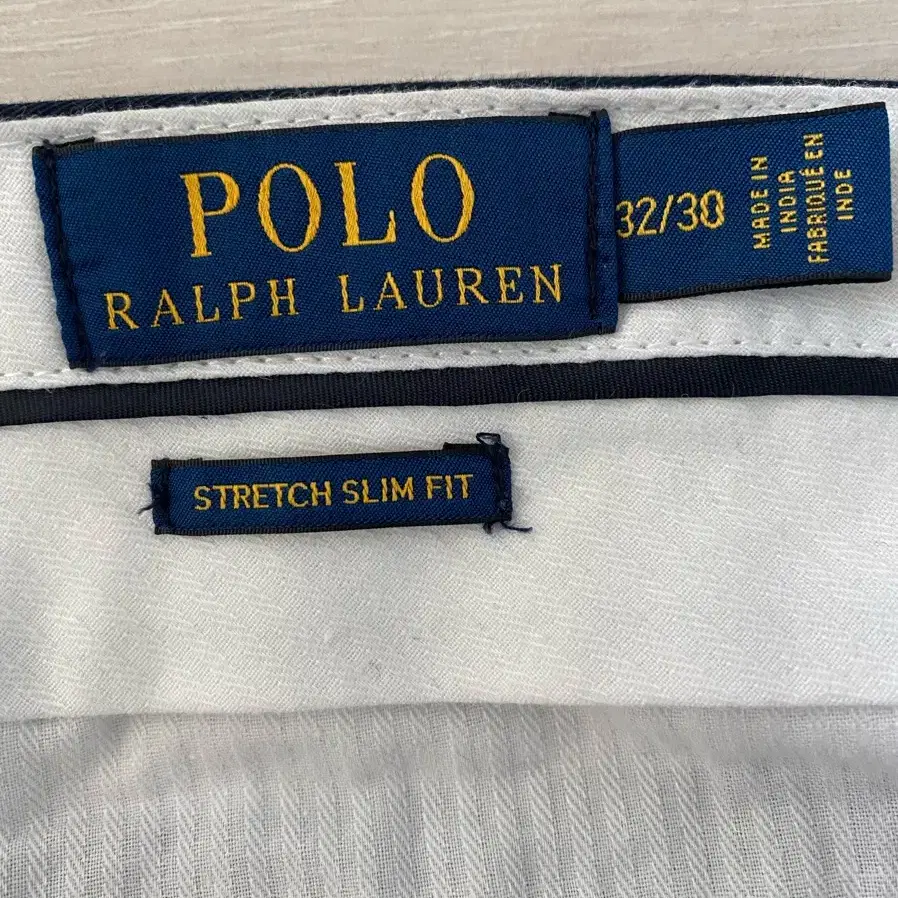 POLO
RALPH LAUREN
32/30
MADE IN
INDIA
FABRIQUÉ EN
INDE
STRETCH SLIM FIT